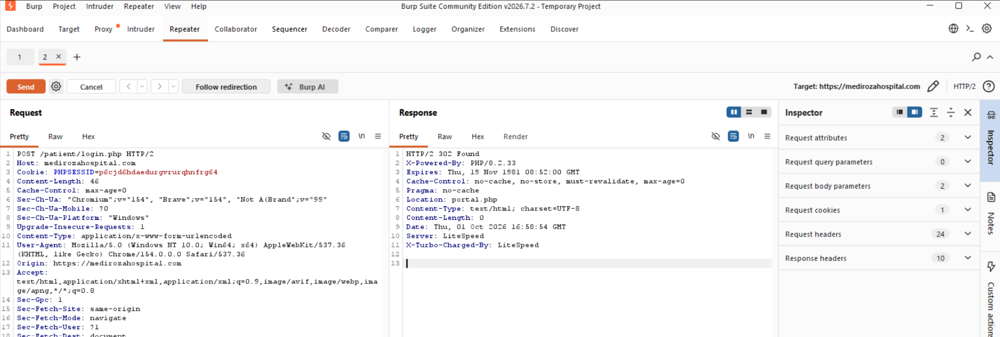 Burp Project Intruder Repeater View Help
Burp Suite Community Edition v2026.7.2 - Temporary Project
Dashboard Target Proxy Intruder Repeater Collaborator Sequencer Decoder Comparer Logger Organizer Extensions Discover
1 2
Send Cancel Follow redirection Burp AI
Target: https://medirozahospital.com HTTP/2
Request
Pretty Raw Hex \n
1 POST /patient/login.php HTTP/2
2 Host: medirozahospital.com
3 Cookie: PHPSESSID=p6cjd6hdaedurgvrurqhnfrg64
4 Content-Length: 46
5 Cache-Control: max-age=0
6 Sec-Ch-Ua: "Chromium";v="154", "Brave";v="154", "Not A(Brand";v="99"
7 Sec-Ch-Ua-Mobile: ?0
8 Sec-Ch-Ua-Platform: "Windows"
9 Upgrade-Insecure-Requests: 1
10 Content-Type: application/x-www-form-urlencoded
11 User-Agent: Mozilla/5.0 (Windows NT 10.0; Win64; x64) AppleWebKit/537.36
(KHTML, like Gecko) Chrome/154.0.0.0 Safari/537.36
12 Origin: https://medirozahospital.com
13 Accept:
text/html,application/xhtml+xml,application/xml;q=0.9,image/avif,image/webp,ima
ge/apng,*/*;q=0.8
14 Sec-Gpc: 1
15 Sec-Fetch-Site: same-origin
16 Sec-Fetch-Mode: navigate
17 Sec-Fetch-User: ?1
18 Sec-Fetch-Dest: document
Response
Pretty Raw Hex Render \n
1 HTTP/2 302 Found
2 X-Powered-By: PHP/8.2.33
3 Expires: Thu, 19 Nov 1981 08:52:00 GMT
4 Cache-Control: no-cache, no-store, must-revalidate, max-age=0
5 Pragma: no-cache
6 Location: portal.php
7 Content-Type: text/html; charset=UTF-8
8 Content-Length: 0
9 Date: Thu, 01 Oct 2026 16:58:54 GMT
10 Server: LiteSpeed
11 X-Turbo-Charged-By: LiteSpeed
12
13
Inspector
Request attributes 2
Request query parameters 0
Request body parameters 2
Request cookies 1
Request headers 24
Response headers 10
Inspector
Notes
Custom actions